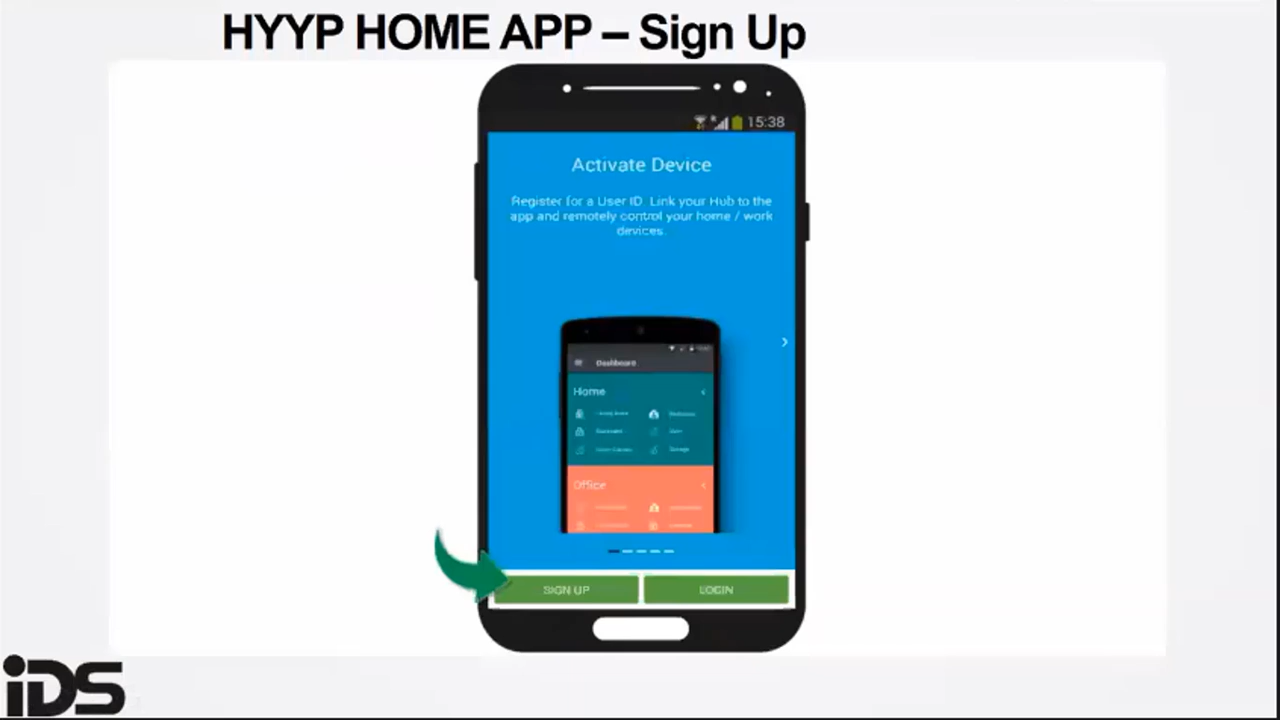 HYYP HOME APP – Sign Up
15:38
Activate Device
Register for a User ID. Link your Hub to the
app and remotely control your home / work
devices.
Dashboard
Home
Office
SIGN UP
LOGIN
iDS